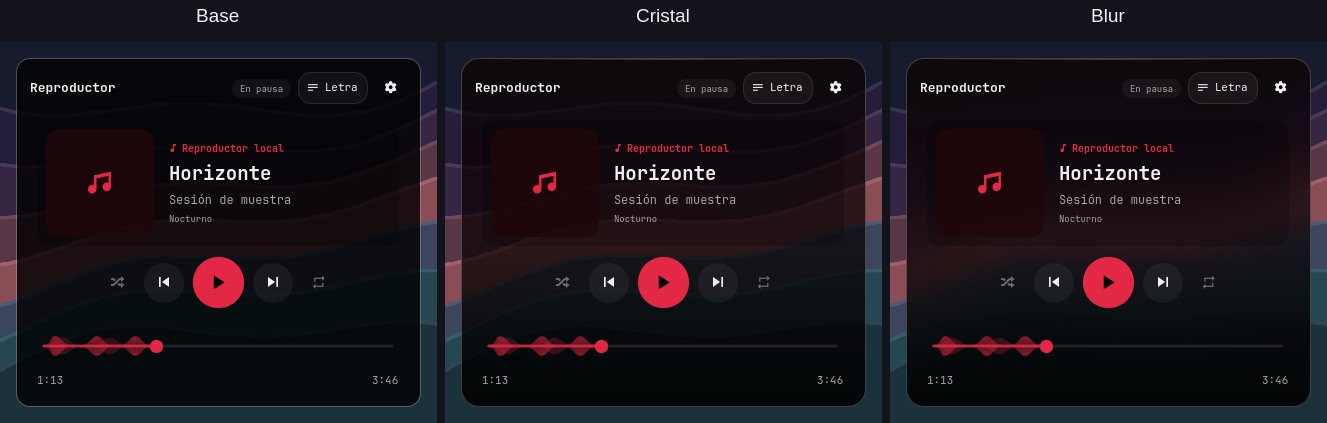 Base
Reproductor
En pausa
Letra
Reproductor local
Horizonte
Sesión de muestra
Nocturno
1:13
3:46
Cristal
Reproductor
En pausa
Letra
Reproductor local
Horizonte
Sesión de muestra
Nocturno
1:13
3:46
Blur
Reproductor
En pausa
Letra
Reproductor local
Horizonte
Sesión de muestra
Nocturno
1:13
3:46